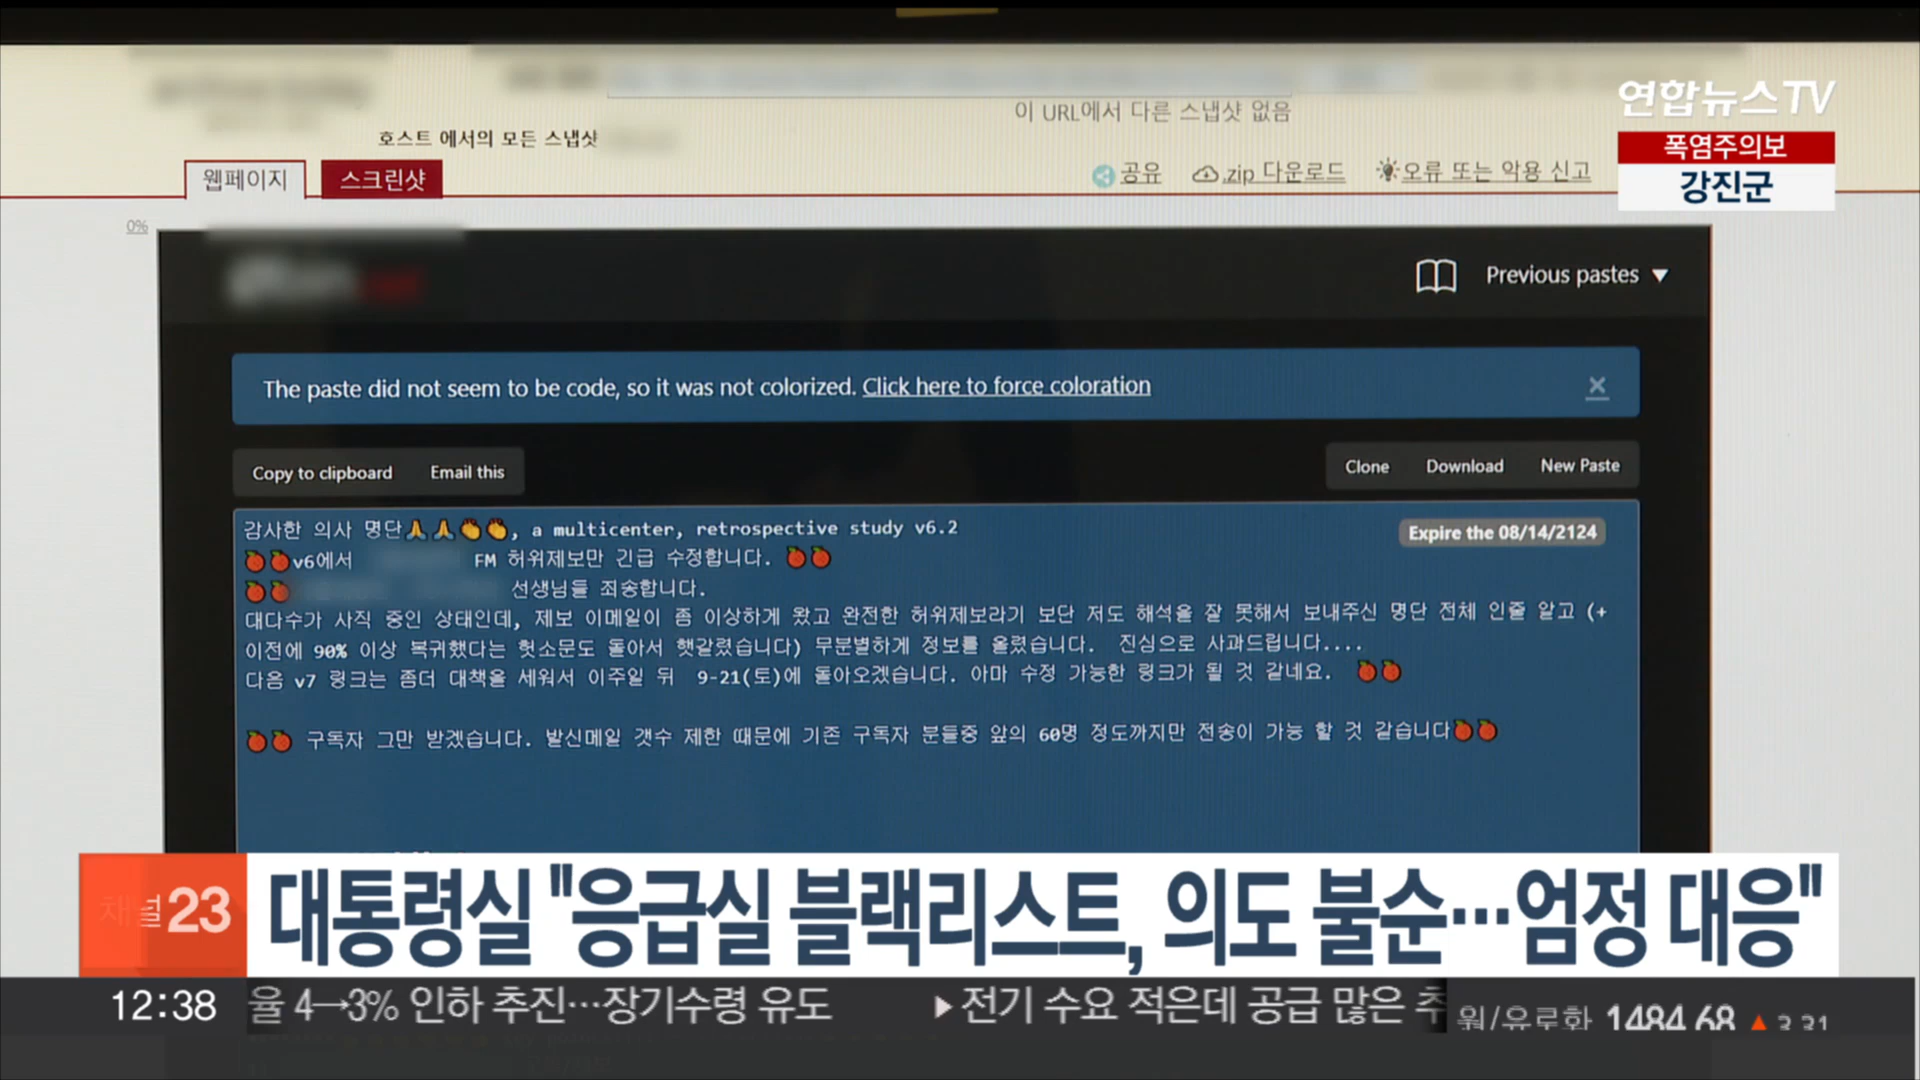 이 URL에서 다른 스냅샷 없음
연합뉴스TV
호스트 에서의 모든 스냅샷
폭염주의보
웹페이지
스크린샷
공유
.zip 다운로드
오류 또는 악용 신고
강진군
0%
Previous pastes ▼
The paste did not seem to be code, so it was not colorized. Click here to force coloration
×
Copy to clipboard
Email this
Clone
Download
New Paste
감사한 의사 명단🙏🙏👏👏, a multicenter, retrospective study v6.2
Expire the 08/14/2124
🍎🍎v6에서 FM 허위제보만 긴급 수정합니다. 🍎🍎
🍎🍎 선생님들 죄송합니다.
대다수가 사직 중인 상태인데, 제보 이메일이 좀 이상하게 왔고 완전한 허위제보라기 보단 저도 해석을 잘 못해서 보내주신 명단 전체 인줄 알고 (+
이전에 90% 이상 복귀했다는 헛소문도 돌아서 햇갈렸습니다) 무분별하게 정보를 올렸습니다. 진심으로 사과드립니다....
다음 v7 링크는 좀더 대책을 세워서 이주일 뒤 9-21(토)에 돌아오겠습니다. 아마 수정 가능한 링크가 될 것 같네요. 🍎🍎
🍎🍎 구독자 그만 받겠습니다. 발신메일 갯수 제한 때문에 기존 구독자 분들중 앞의 60명 정도까지만 전송이 가능 할 것 같습니다🍎🍎
채널23
대통령실 "응급실 블랙리스트, 의도 불순…엄정 대응"
12:38
율 4→3% 인하 추진…장기수령 유도
▶전기 수요 적은데 공급 많은 추
원/유로화 1484.68 ▲ 3.31